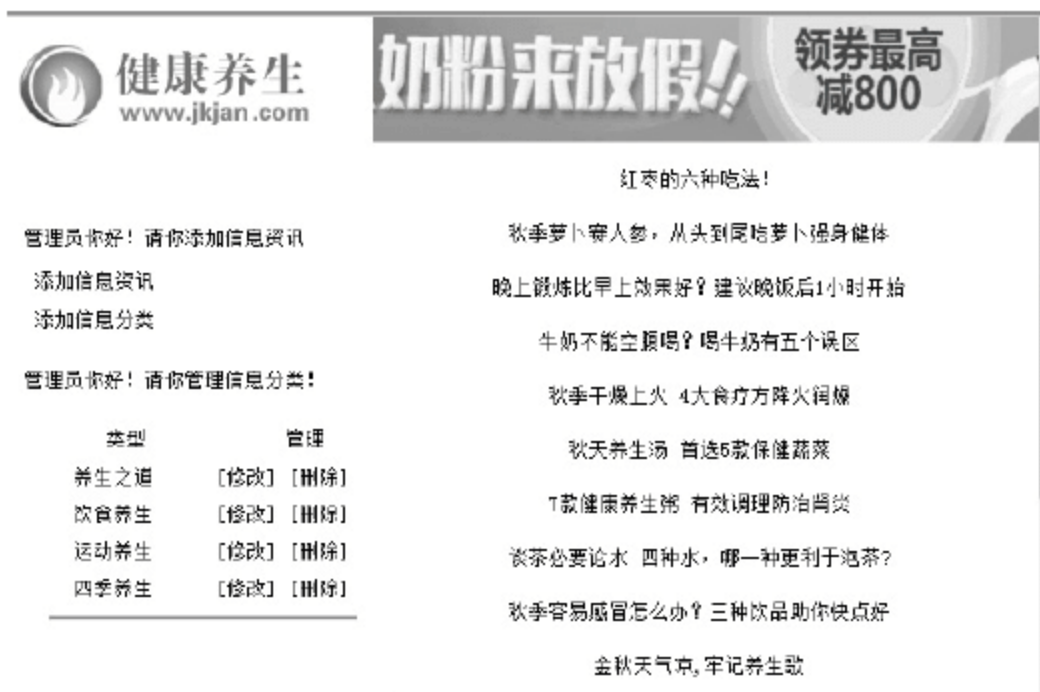 健康养生
www.jkjan.com
奶粉来放假!!
领券最高
减800
管理员你好！请你添加信息资讯
添加信息资讯
添加信息分类
管理员你好！请你管理信息分类！
类型 管理
养生之道 [修改] [删除]
饮食养生 [修改] [删除]
运动养生 [修改] [删除]
四季养生 [修改] [删除]
红枣的六种吃法！
秋季萝卜赛人参，从头到尾吃萝卜强身健体
晚上锻炼比早上效果好？建议晚饭后1小时开始
牛奶不能空腹喝？喝牛奶有五个误区
秋季干燥上火 4大食疗方降火润燥
秋天养生汤 首选5款保健蔬菜
7款健康养生粥 有效调理防治肾炎
谈茶必要论水 四种水，哪一种更利于泡茶?
秋季容易感冒怎么办？三种饮品助你快点好
金秋天气凉,牢记养生歌